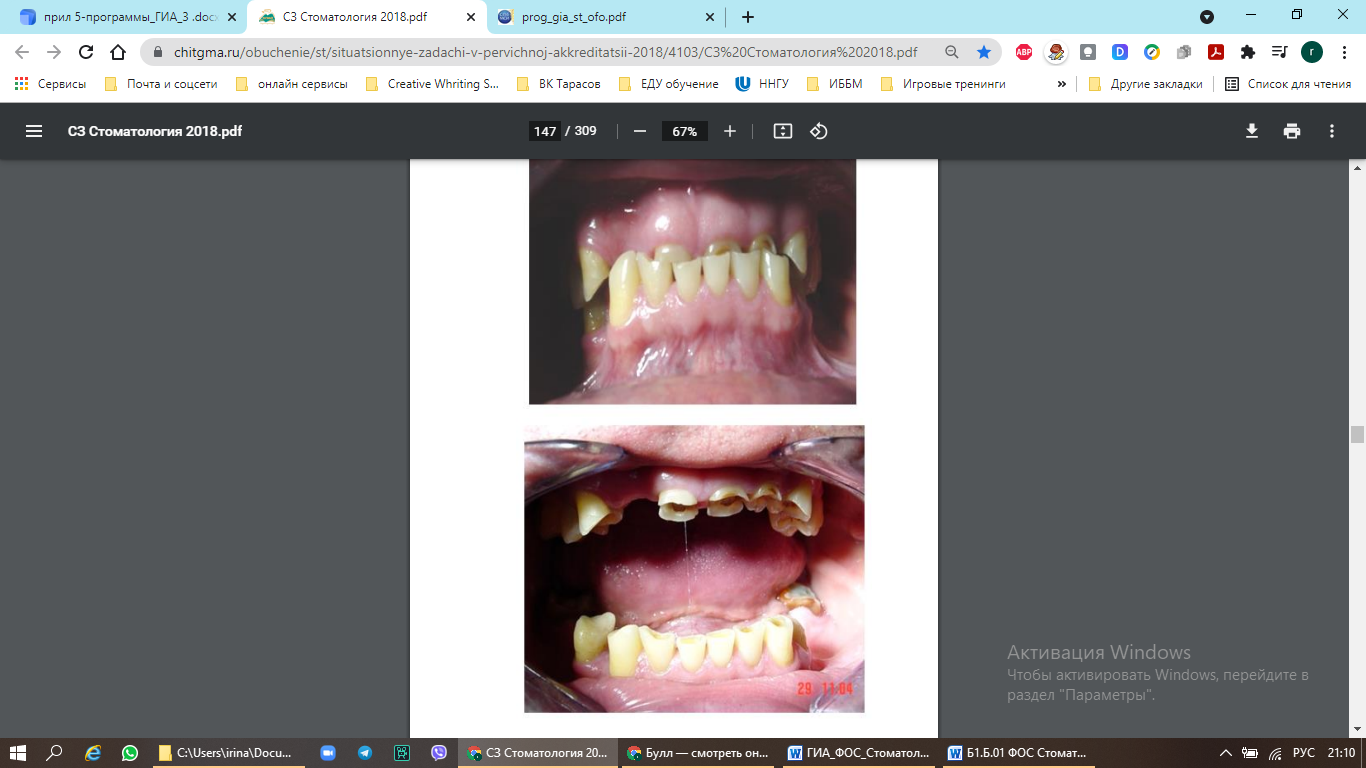 прил 5-программы_ГИА_3 .docx
СЗ Стоматология 2018.pdf
prog_gia_st_ofo.pdf
chitgma.ru/obuchenie/st/situatsionnye-zadachi-v-pervichnoj-akkreditatsii-2018/4103/СЗ%20Стоматология%202018.pdf
ABP
D
r
Сервисы
Почта и соцсети
онлайн сервисы
Creative Whriting S...
ВК Тарасов
ЕДУ обучение
ННГУ
ИББМ
Игровые тренинги
»
Другие закладки
Список для чтения
СЗ Стоматология 2018.pdf
147 / 309
67%
29 11:04
Активация Windows
Чтобы активировать Windows, перейдите в
раздел "Параметры".
C:\Users\irina\Docu...
СЗ Стоматология 20...
Булл — смотреть он...
ГИА_ФОС_Стоматол...
Б1.Б.01 ФОС Стомат...
РУС
21:10